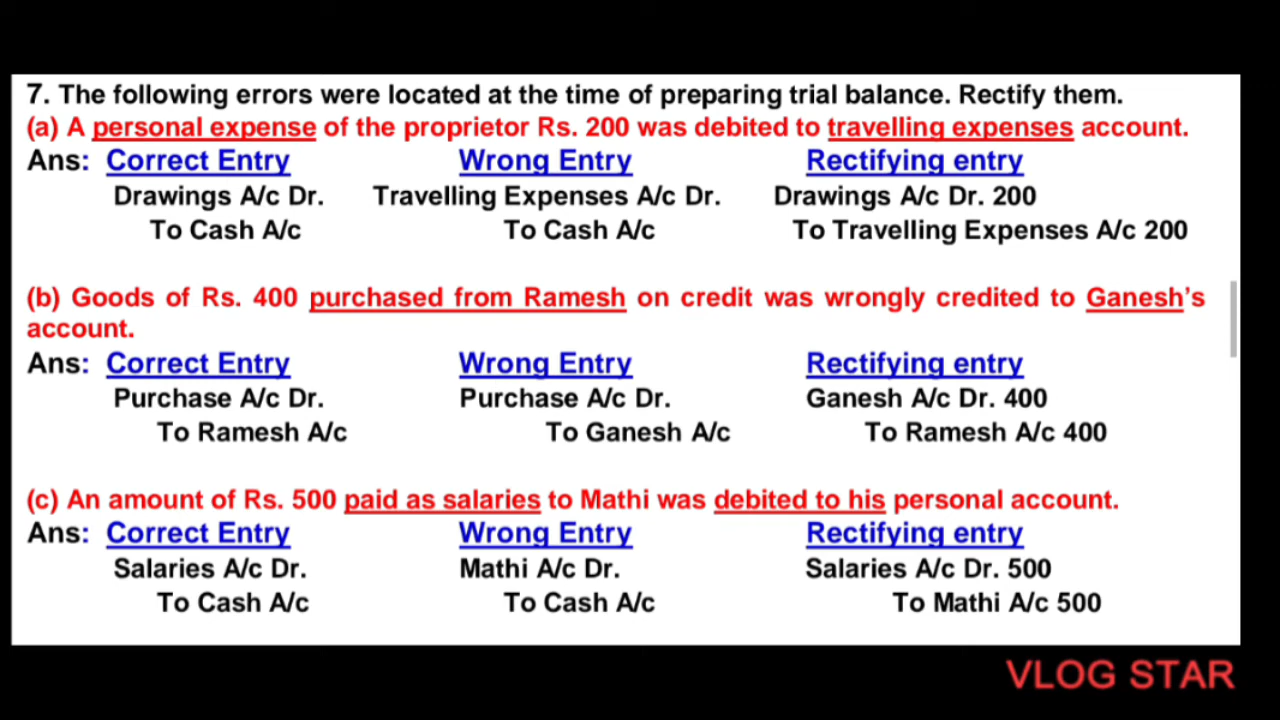 7. The following errors were located at the time of preparing trial balance. Rectify them.
(a) A personal expense of the proprietor Rs. 200 was debited to travelling expenses account.
Ans: Correct Entry Wrong Entry Rectifying entry
Drawings A/c Dr. Travelling Expenses A/c Dr. Drawings A/c Dr. 200
To Cash A/c To Cash A/c To Travelling Expenses A/c 200
(b) Goods of Rs. 400 purchased from Ramesh on credit was wrongly credited to Ganesh's
account.
Ans: Correct Entry Wrong Entry Rectifying entry
Purchase A/c Dr. Purchase A/c Dr. Ganesh A/c Dr. 400
To Ramesh A/c To Ganesh A/c To Ramesh A/c 400
(c) An amount of Rs. 500 paid as salaries to Mathi was debited to his personal account.
Ans: Correct Entry Wrong Entry Rectifying entry
Salaries A/c Dr. Mathi A/c Dr. Salaries A/c Dr. 500
To Cash A/c To Cash A/c To Mathi A/c 500
VLOG STAR